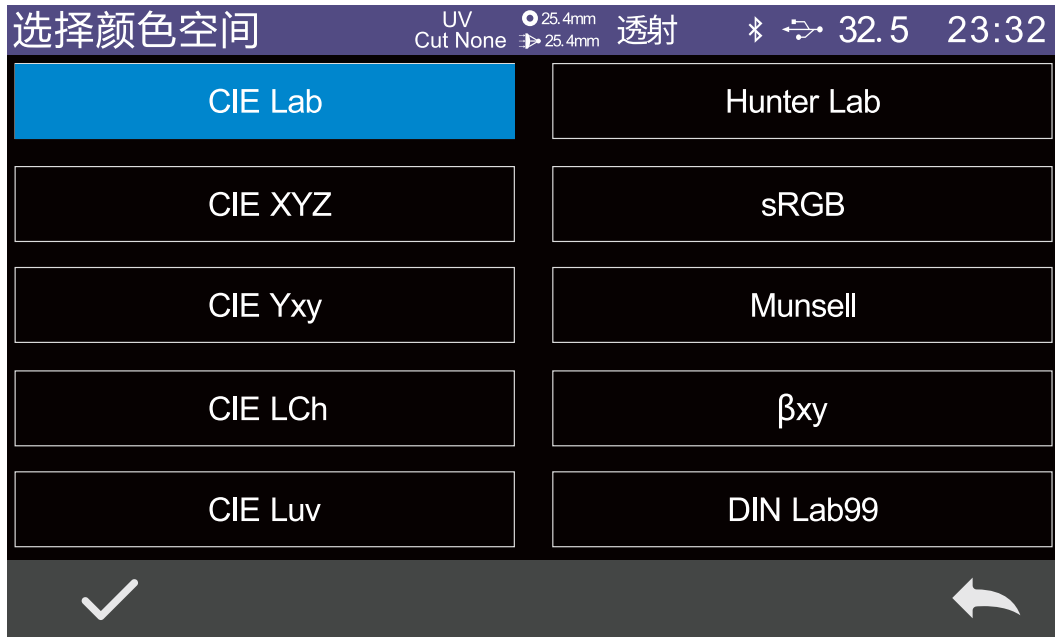 选择颜色空间
UV
Cut None
25.4mm
25.4mm
透射
32.5
23:32
CIE Lab
Hunter Lab
CIE XYZ
sRGB
CIE Yxy
Munsell
CIE LCh
βxy
CIE Luv
DIN Lab99